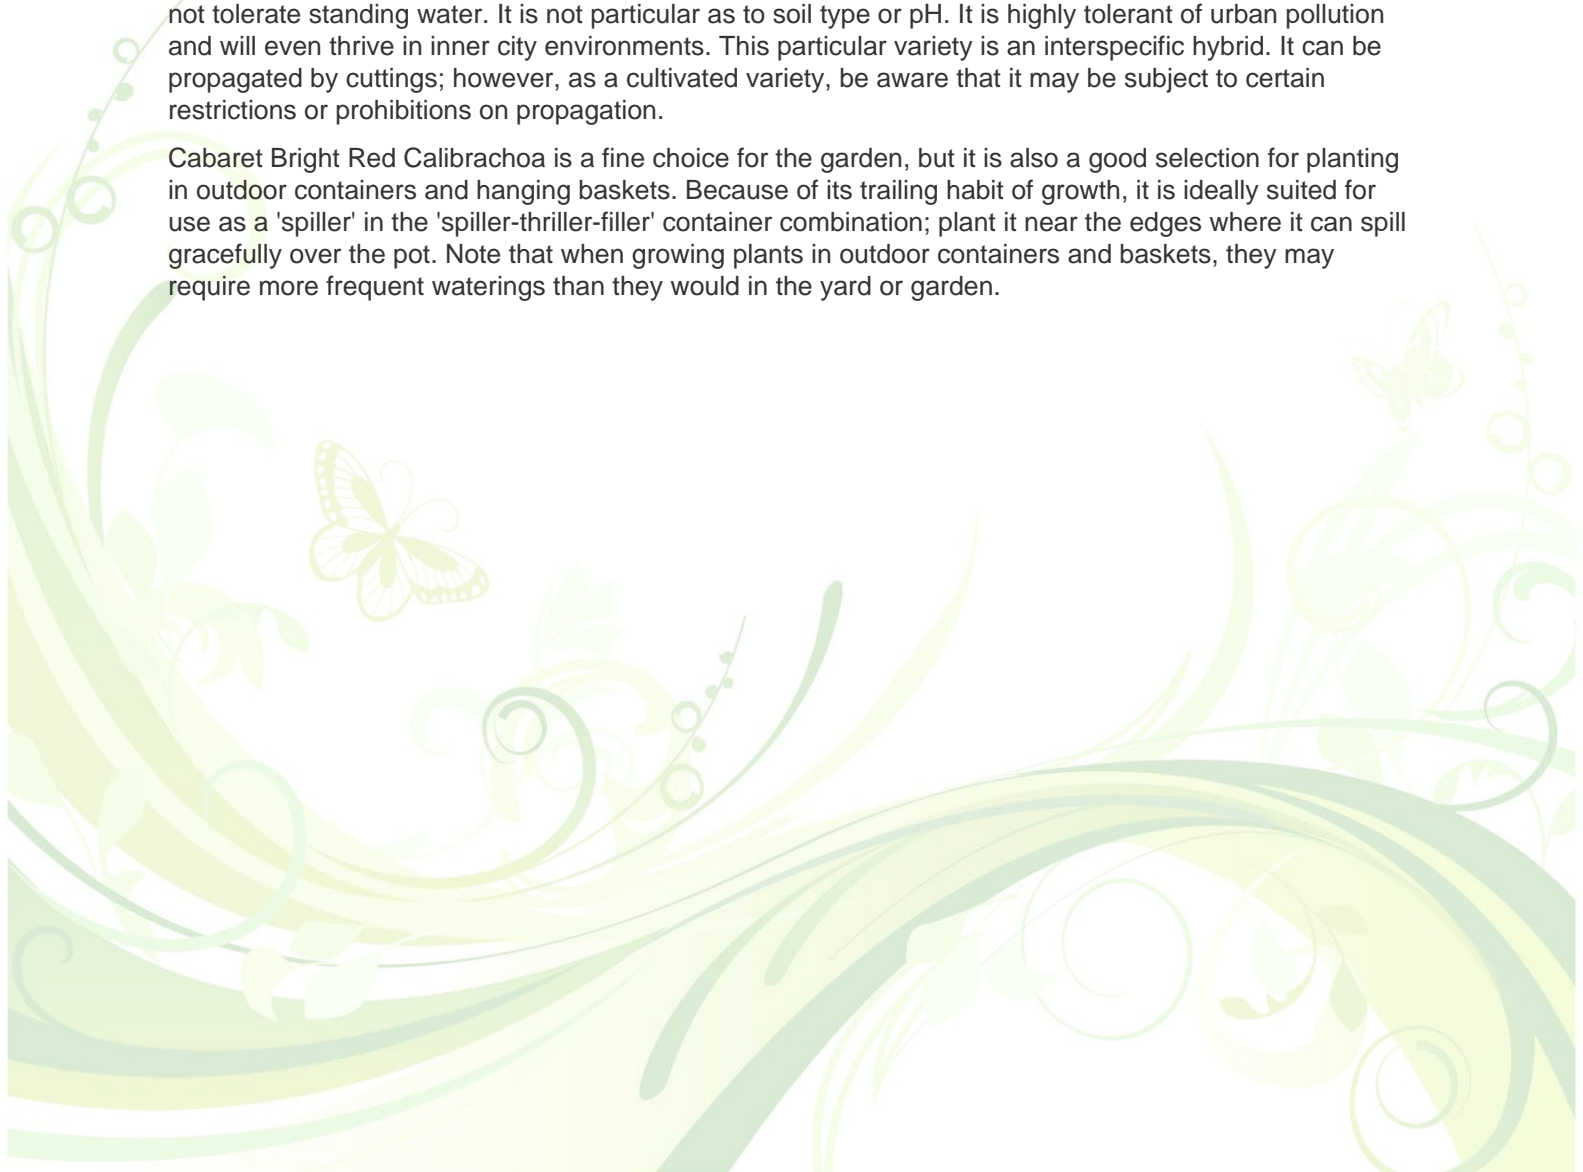 not tolerate standing water. It is not particular as to soil type or pH. It is highly tolerant of urban pollution
and will even thrive in inner city environments. This particular variety is an interspecific hybrid. It can be
propagated by cuttings; however, as a cultivated variety, be aware that it may be subject to certain
restrictions or prohibitions on propagation.
Cabaret Bright Red Calibrachoa is a fine choice for the garden, but it is also a good selection for planting
in outdoor containers and hanging baskets. Because of its trailing habit of growth, it is ideally suited for
use as a 'spiller' in the 'spiller-thriller-filler' container combination; plant it near the edges where it can spill
gracefully over the pot. Note that when growing plants in outdoor containers and baskets, they may
require more frequent waterings than they would in the yard or garden.